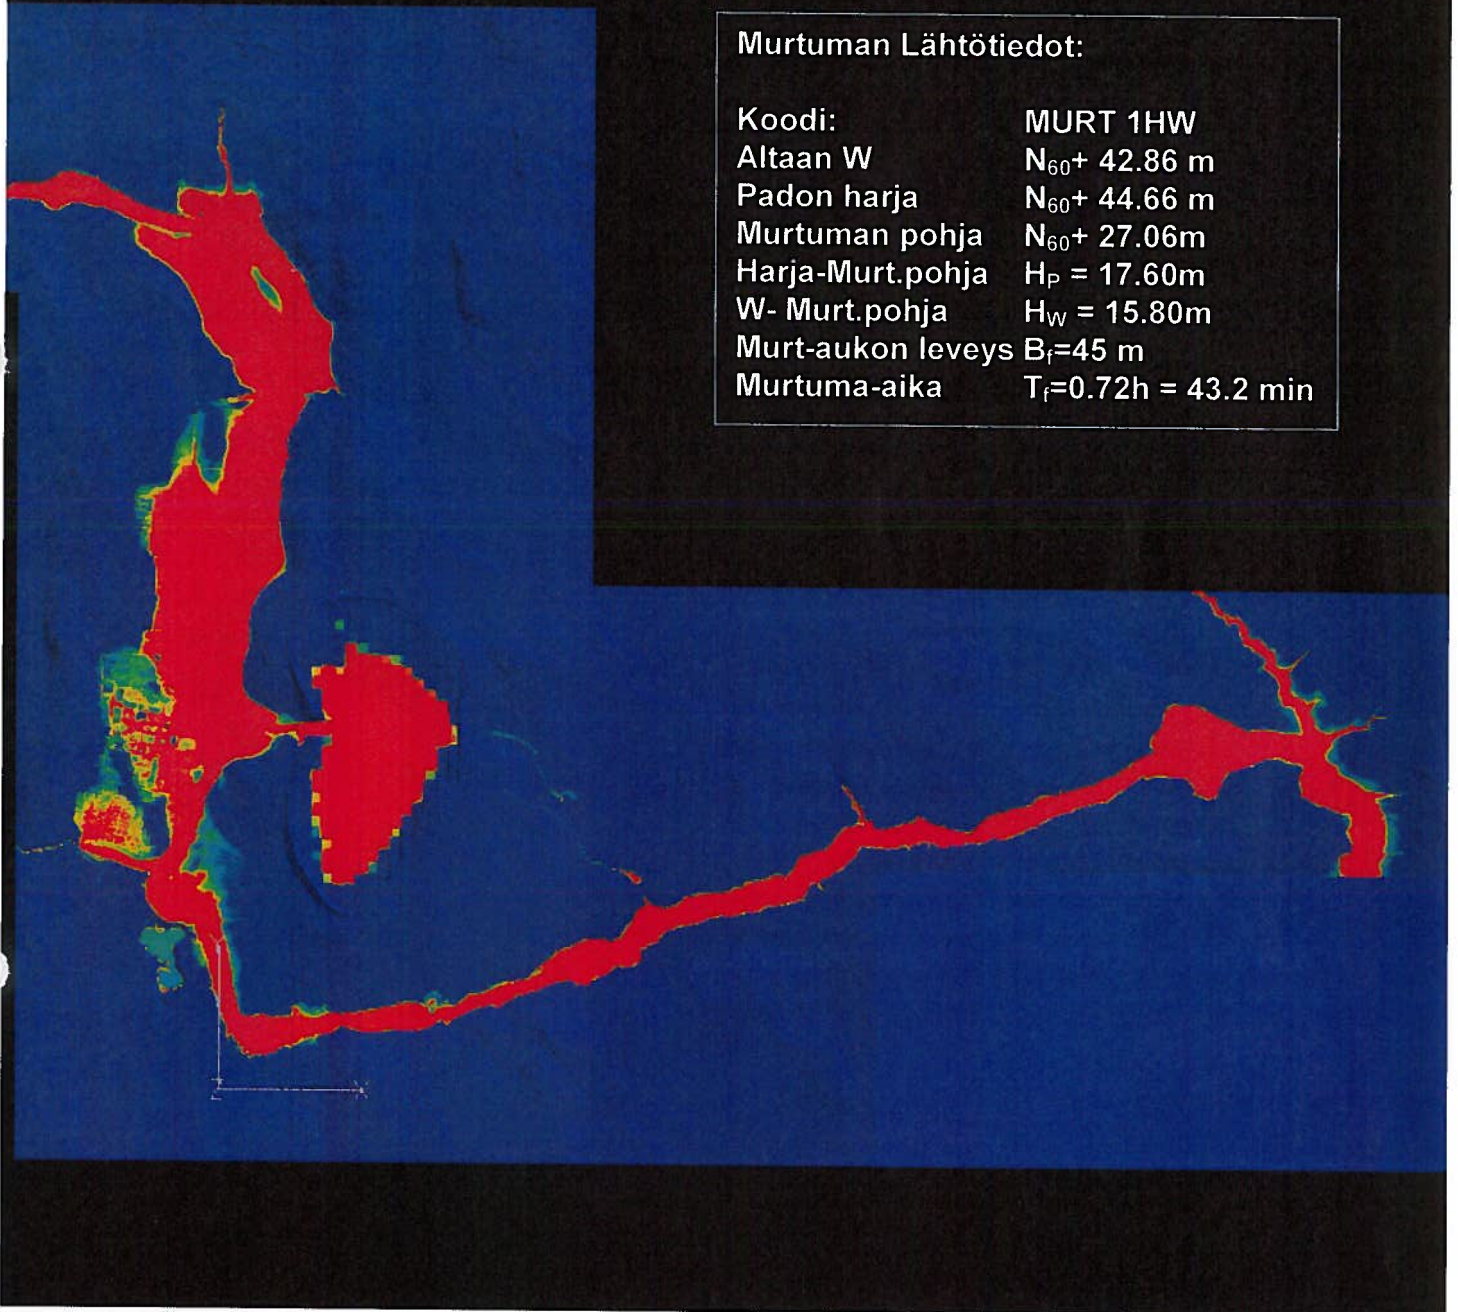 Murtuman Lähtötiedot:
Koodi: MURT 1HW
Altaan W N60+ 42.86 m
Padon harja N60+ 44.66 m
Murtuman pohja N60+ 27.06m
Harja-Murt.pohja HP = 17.60m
W- Murt.pohja HW = 15.80m
Murt-aukon leveys Bf=45 m
Murtuma-aika Tf=0.72h = 43.2 min